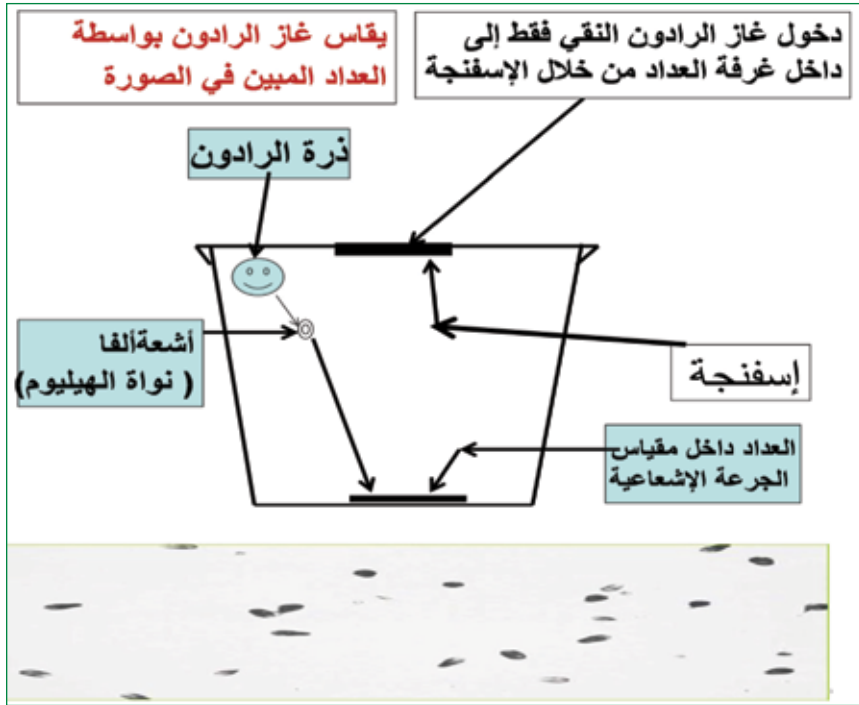 يقاس غاز الرادون بواسطة
العداد المبين في الصورة
دخول غاز الرادون النقي فقط إلى
داخل غرفة العداد من خلال الإسفنجة
ذرة الرادون
أشعةألفا
( نواة الهيليوم)
إسفنجة
العداد داخل مقياس
الجرعة الإشعاعية